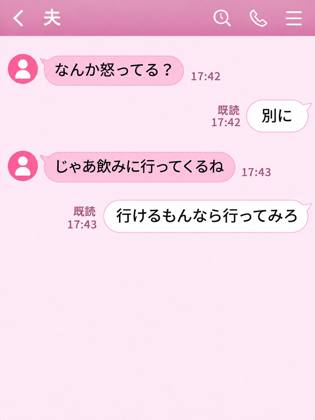 夫
なんか怒ってる？
17:42
既読
17:42
別に
じゃあ飲みに行ってくるね
17:43
既読
17:43
行けるもんなら行ってみろ